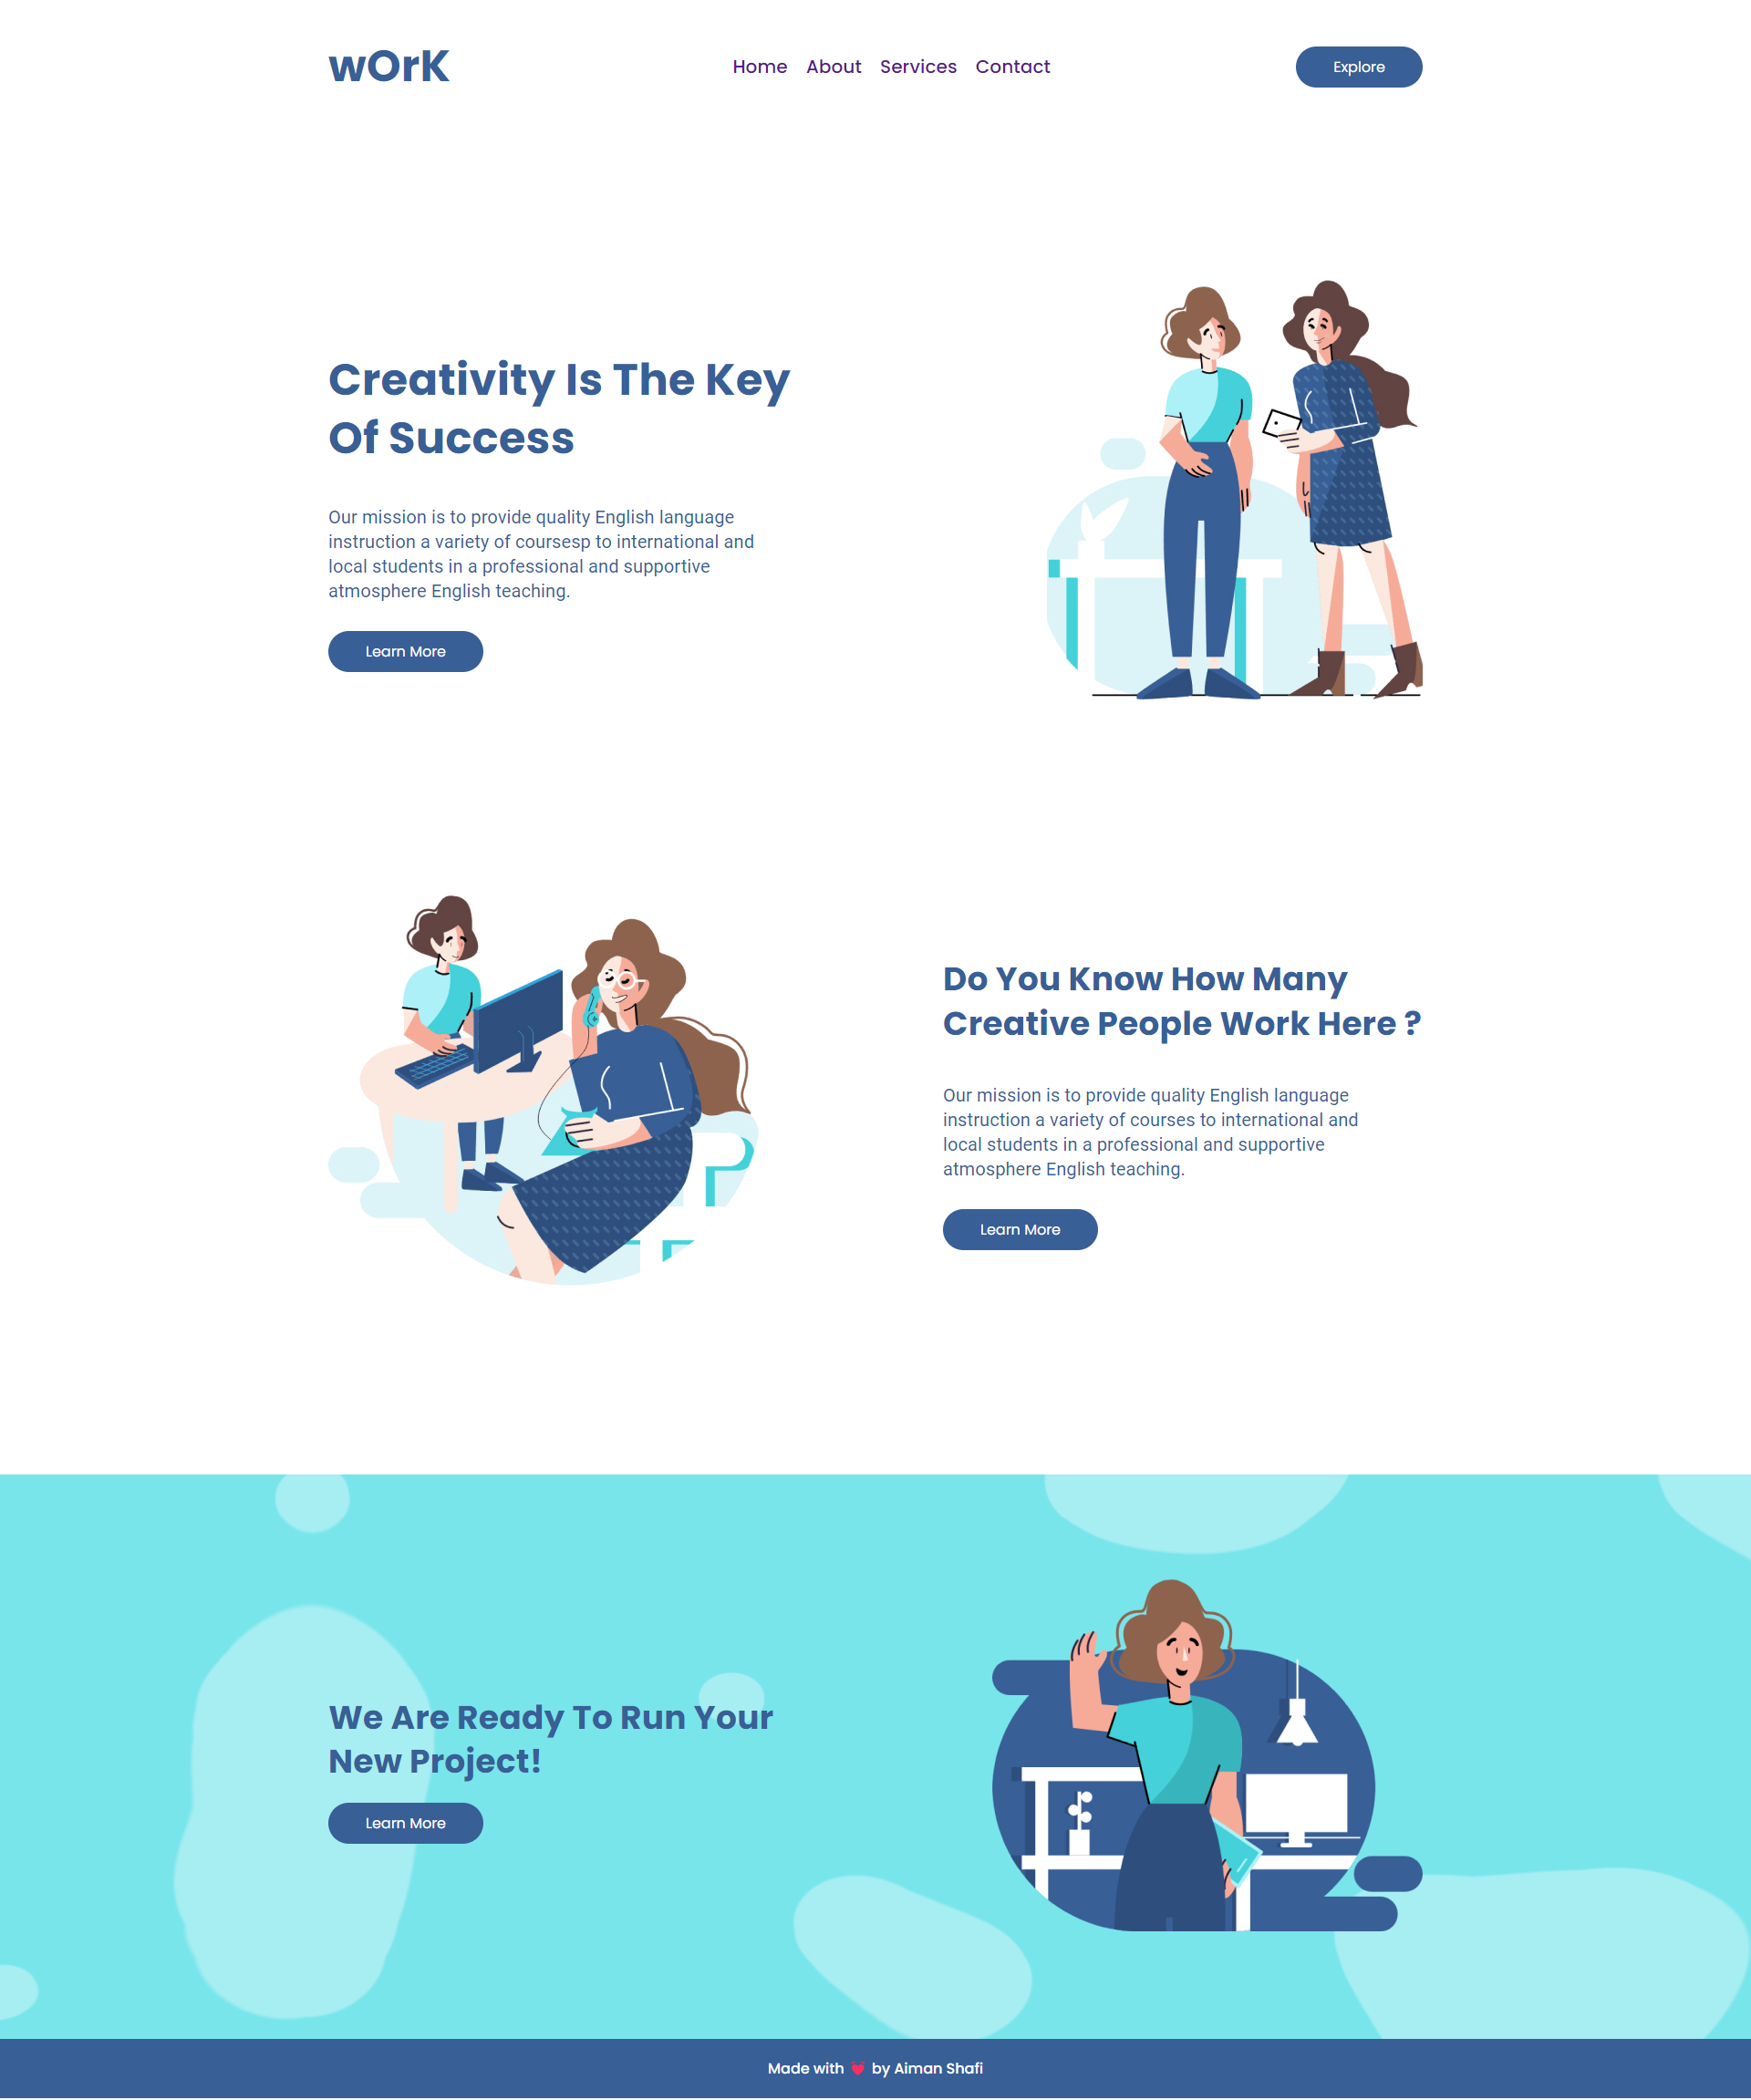 wOrK
Home About Services Contact
Explore
Creativity Is The Key
Of Success
Our mission is to provide quality English language
instruction a variety of coursesp to international and
local students in a professional and supportive
atmosphere English teaching.
Learn More
Do You Know How Many
Creative People Work Here ?
Our mission is to provide quality English language
instruction a variety of courses to international and
local students in a professional and supportive
atmosphere English teaching.
Learn More
We Are Ready To Run Your
New Project!
Learn More
Made with 💓 by Aiman Shafi